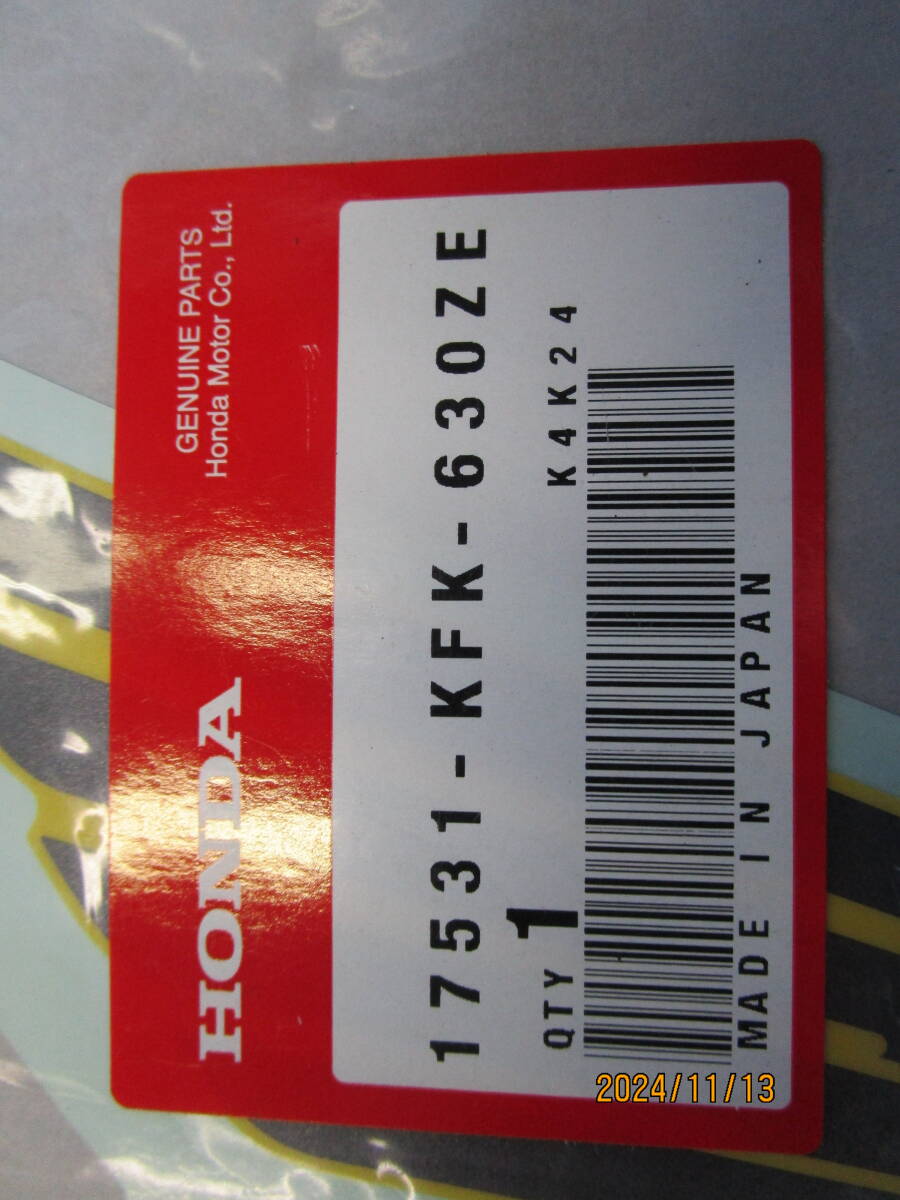 HONDA
GENUINE PARTS
Honda Motor Co., Ltd.
17531-KFK-630ZE
QTY 1
K4K24
MADE IN JAPAN
2024/11/13